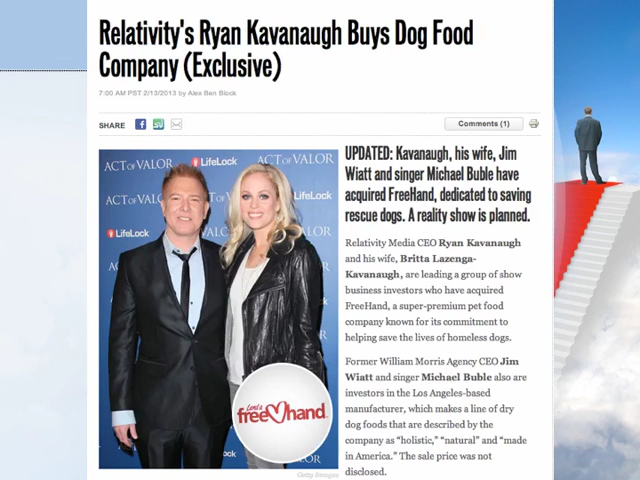 Relativity's Ryan Kavanaugh Buys Dog Food
Company (Exclusive)
7:00 AM PST 2/13/2013 by Alex Ben Block
SHARE
Comments (1)
ACT OF VALOR
LifeLock
ACT OF VALOR
ACT OF VALOR
LifeLock
LifeLock
Leni's
freehand
Getty Images
UPDATED: Kavanaugh, his wife, Jim
Wiatt and singer Michael Buble have
acquired FreeHand, dedicated to saving
rescue dogs. A reality show is planned.
Relativity Media CEO Ryan Kavanaugh
and his wife, Britta Lazenga-
Kavanaugh, are leading a group of show
business investors who have acquired
FreeHand, a super-premium pet food
company known for its commitment to
helping save the lives of homeless dogs.
Former William Morris Agency CEO Jim
Wiatt and singer Michael Buble also are
investors in the Los Angeles-based
manufacturer, which makes a line of dry
dog foods that are described by the
company as “holistic,” “natural” and “made
in America.” The sale price was not
disclosed.